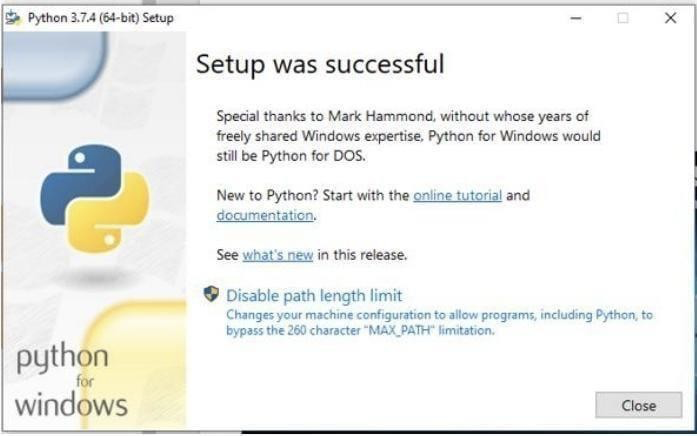 Python 3.7.4 (64-bit) Setup
Setup was successful
Special thanks to Mark Hammond, without whose years of
freely shared Windows expertise, Python for Windows would
still be Python for DOS.
New to Python? Start with the online tutorial and
documentation.
See what's new in this release.
Disable path length limit
Changes your machine configuration to allow programs, including Python, to
bypass the 260 character "MAX_PATH" limitation.
python
for
windows
Close